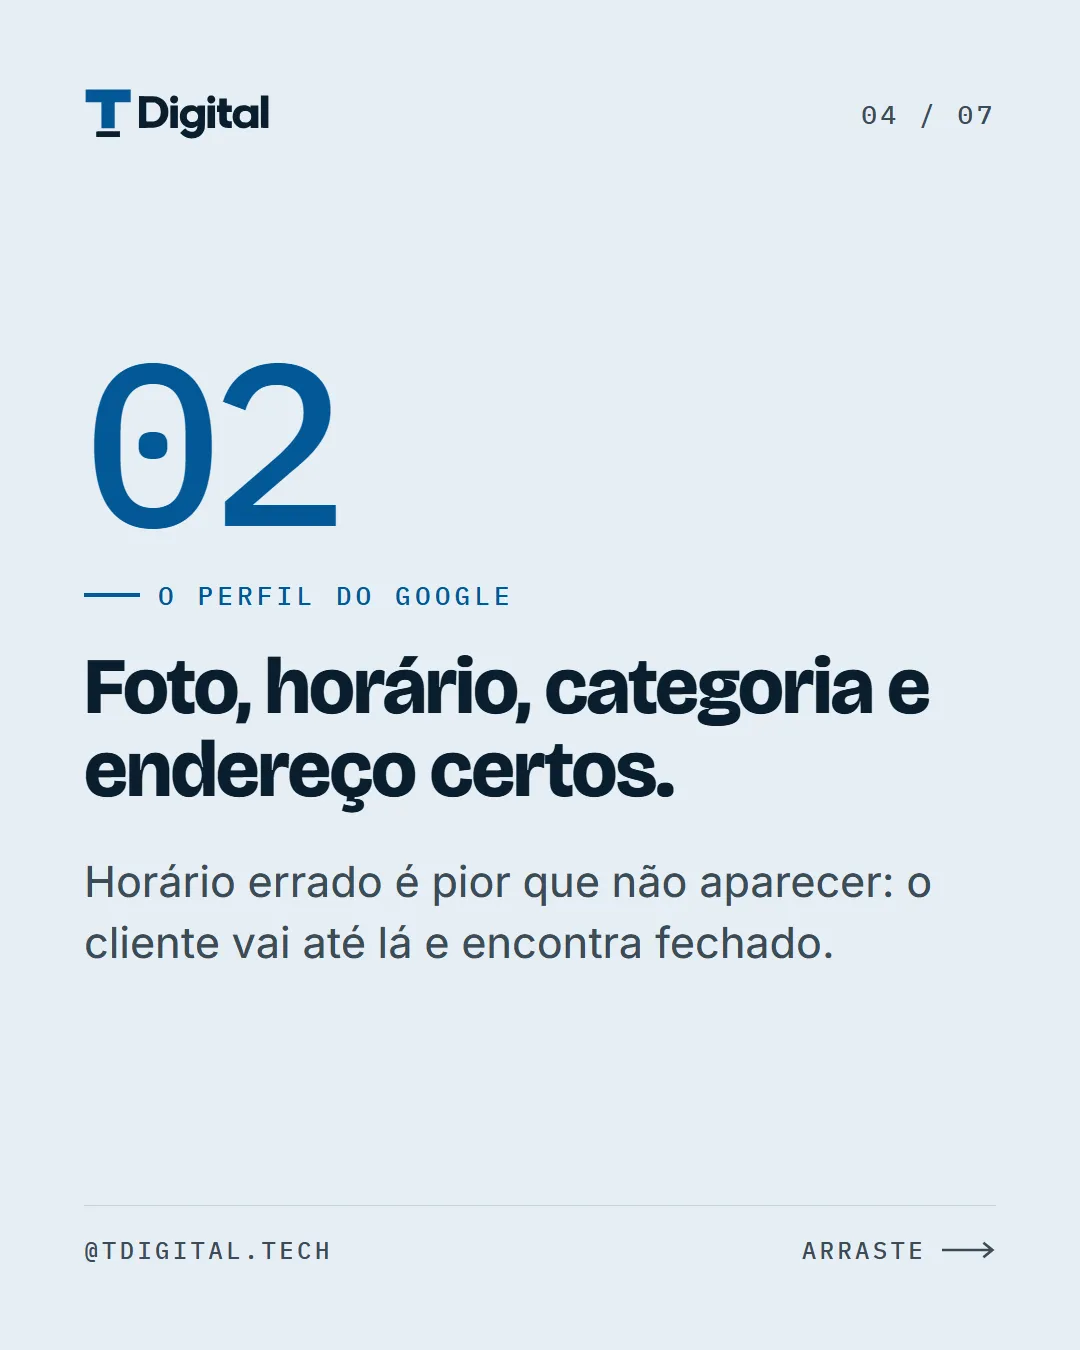 T Digital
04 / 07
02
O PERFIL DO GOOGLE
Foto, horário, categoria e
endereço certos.
Horário errado é pior que não aparecer: o
cliente vai até lá e encontra fechado.
@TDIGITAL.TECH
ARRASTE